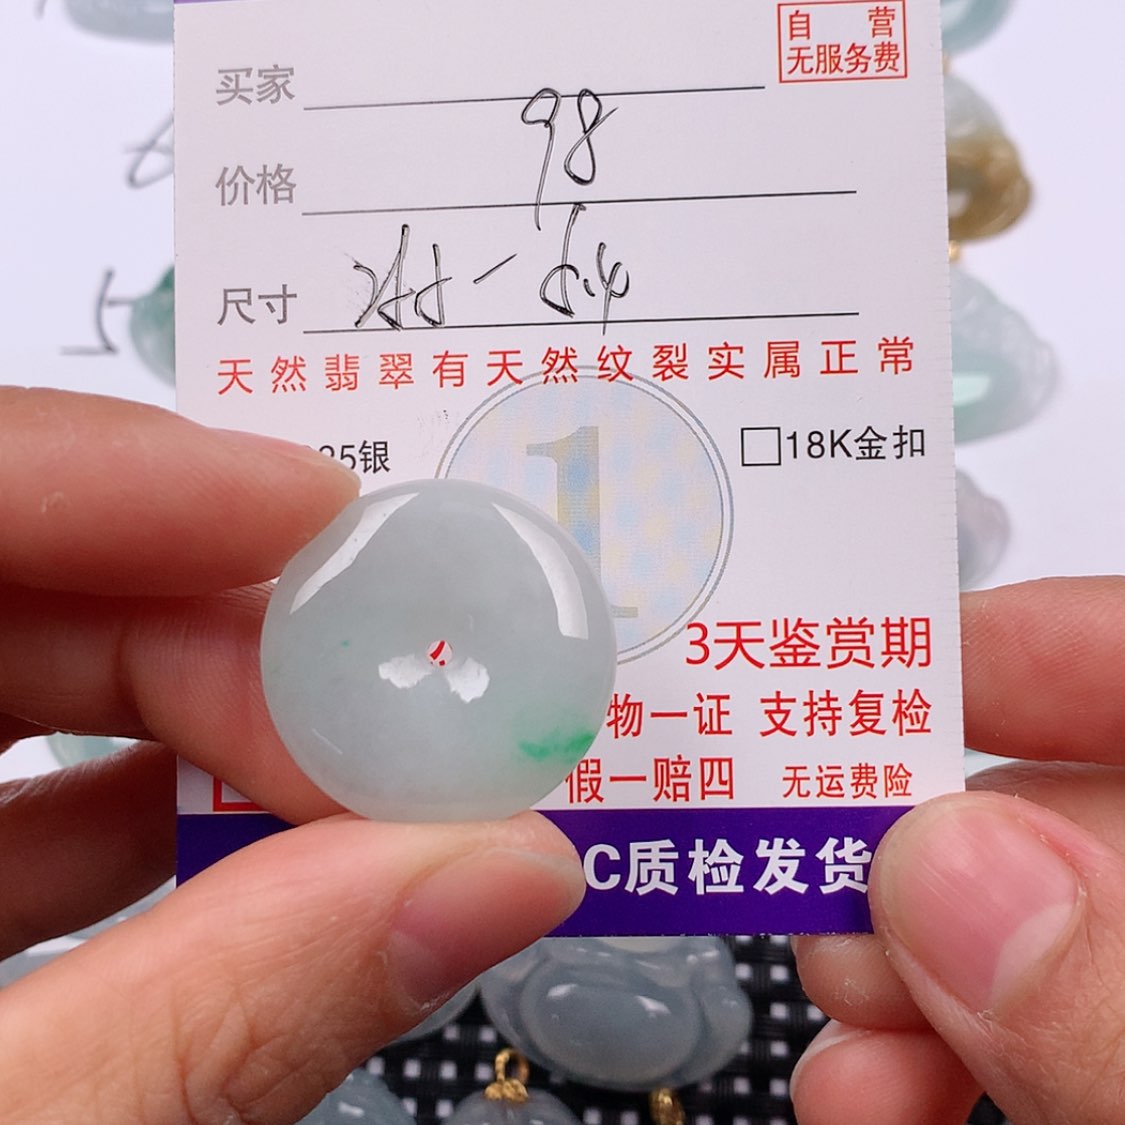 自 营
无服务费
买家
98
价格
尺寸
天然翡翠有天然纹裂实属正常
25银
□18K金扣
1
3天鉴赏期
物一证 支持复检
假一赔四 无运费险
C质检发货
5